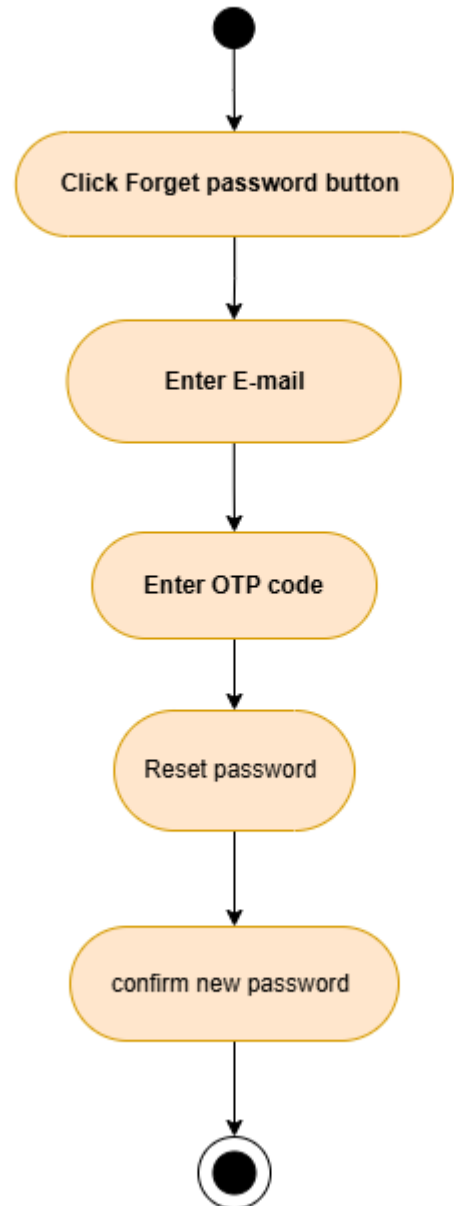 Click Forget password button
Enter E-mail
Enter OTP code
Reset password
confirm new password